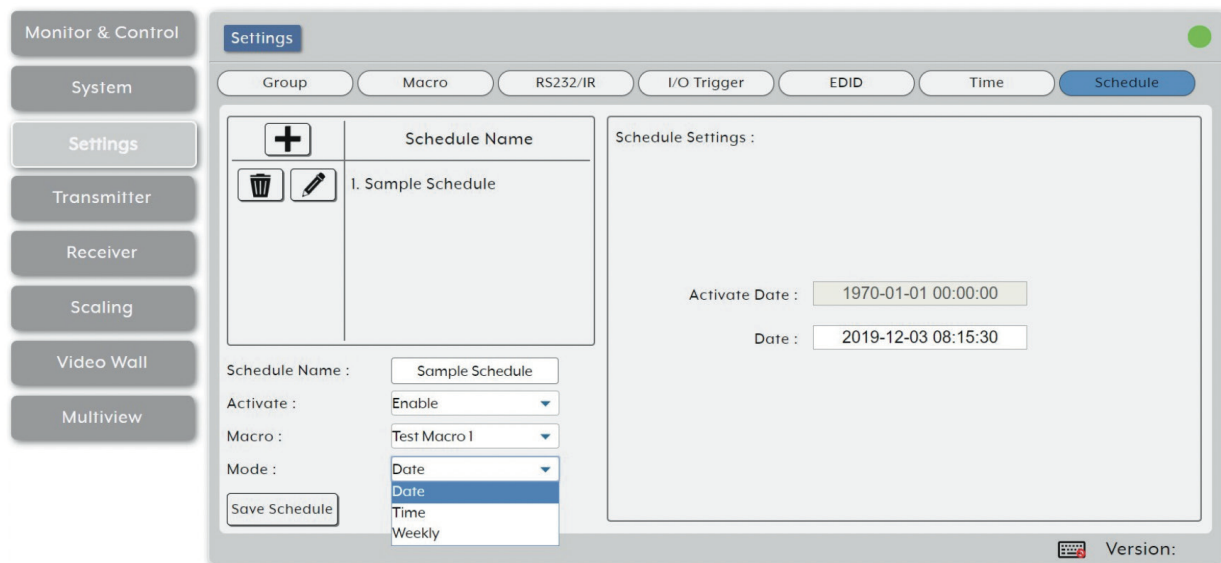 Monitor & Control
System
Settings
Transmitter
Receiver
Scaling
Video Wall
Multiview
Settings
Group
Macro
RS232/IR
I/O Trigger
EDID
Time
Schedule
Schedule Name
1. Sample Schedule
Schedule Name :
Sample Schedule
Activate :
Enable
Macro :
Test Macro 1
Mode :
Date
Date
Time
Weekly
Save Schedule
Schedule Settings :
Activate Date :
1970-01-01 00:00:00
Date :
2019-12-03 08:15:30
Version: